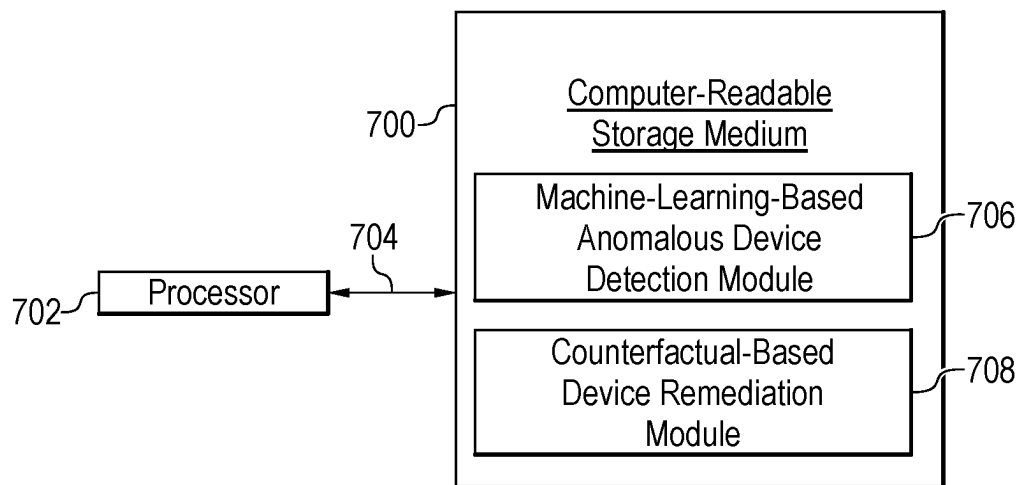 700
Computer-Readable
Storage Medium
Machine-Learning-Based
Anomalous Device
Detection Module
706
704
702
Processor
Counterfactual-Based
Device Remediation
Module
708